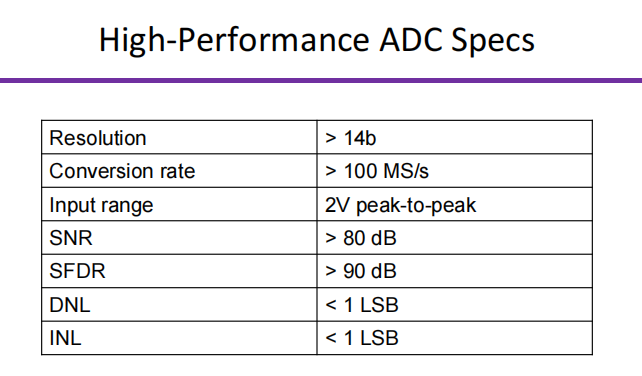 High-Performance ADC Specs
Resolution > 14b
Conversion rate > 100 MS/s
Input range 2V peak-to-peak
SNR > 80 dB
SFDR > 90 dB
DNL < 1 LSB
INL < 1 LSB